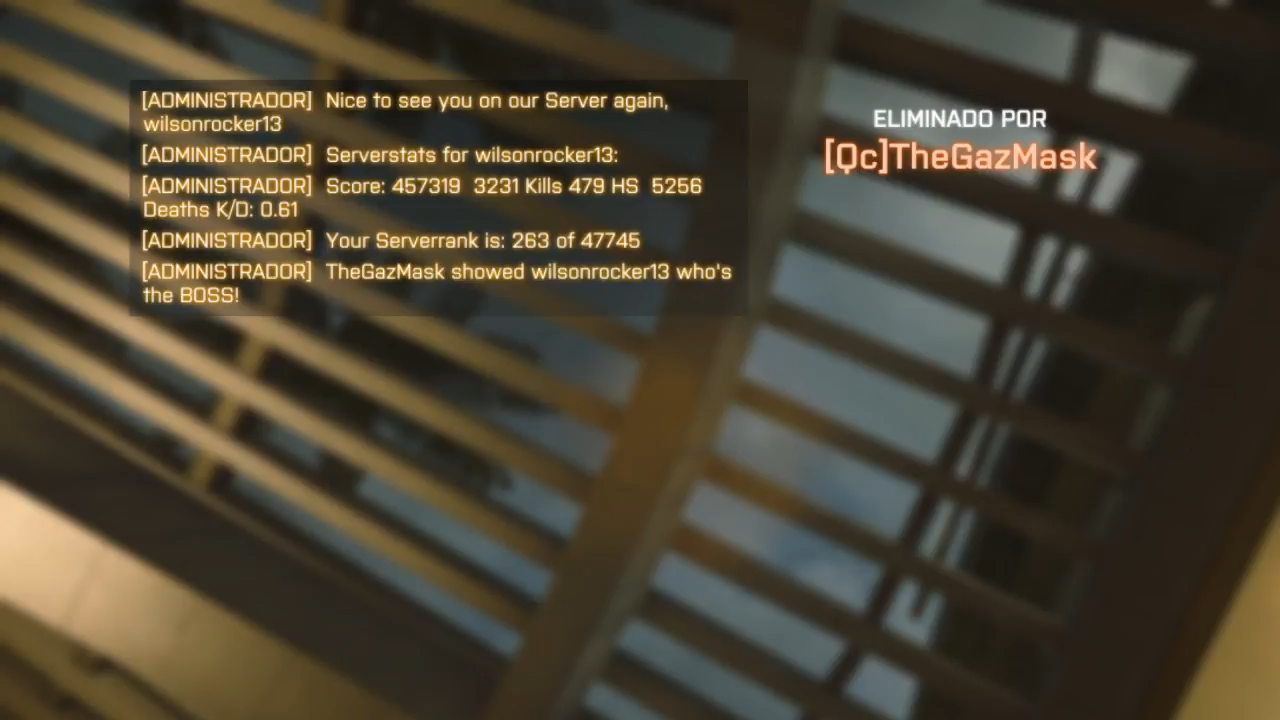 [ADMINISTRADOR] Nice to see you on our Server again,
wilsonrocker13
[ADMINISTRADOR] Serverstats for wilsonrocker13:
[ADMINISTRADOR] Score: 457319 3231 Kills 479 HS 5256
Deaths K/D: 0.61
[ADMINISTRADOR] Your Serverrank is: 263 of 47745
[ADMINISTRADOR] TheGazMask showed wilsonrocker13 who's
the BOSS!
ELIMINADO POR
[Qc]TheGazMask